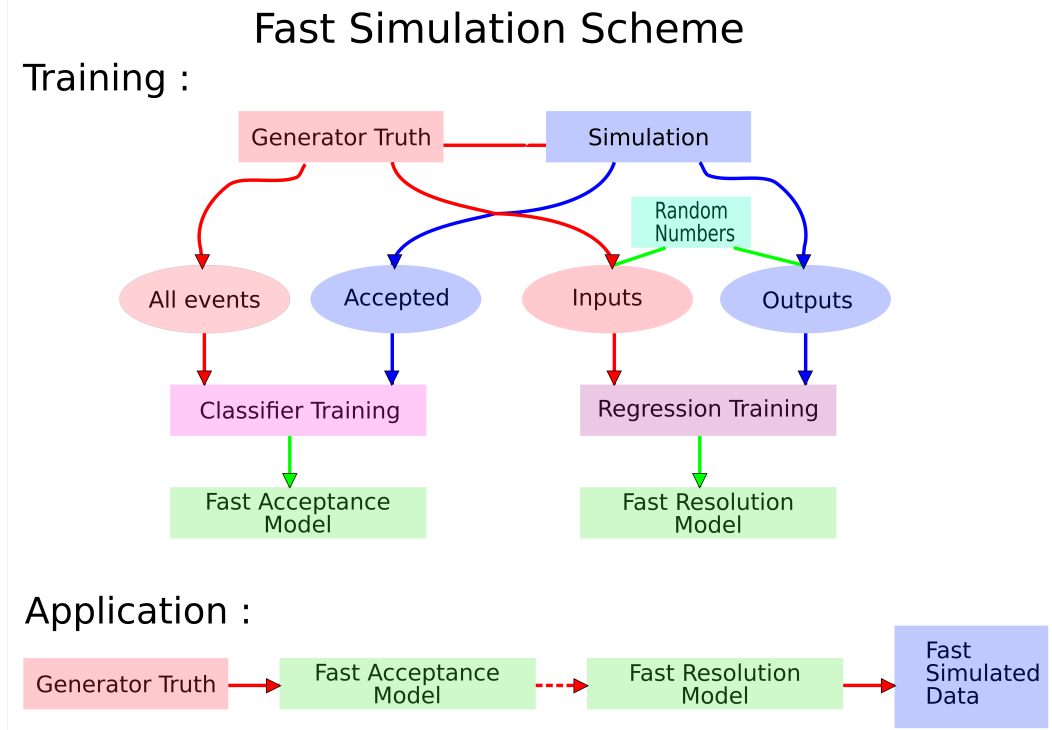 Fast Simulation Scheme
Training :
Generator Truth
Simulation
Random
Numbers
All events
Accepted
Inputs
Outputs
Classifier Training
Regression Training
Fast Acceptance
Model
Fast Resolution
Model
Application :
Generator Truth
Fast Acceptance
Model
Fast Resolution
Model
Fast
Simulated
Data